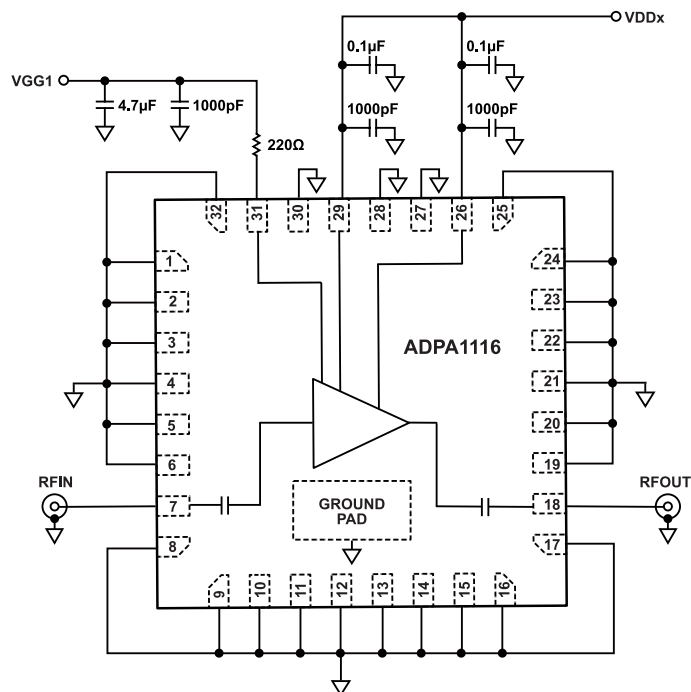 VDDx
0.1µF
0.1µF
VGG1
4.7µF
1000pF
1000pF
1000pF
220Ω
32
31
30
29
28
27
26
25
1
24
2
23
3
22
ADPA1116
4
21
5
20
6
19
RFIN
RFOUT
7
18
GROUND
PAD
8
17
9
10
11
12
13
14
15
16